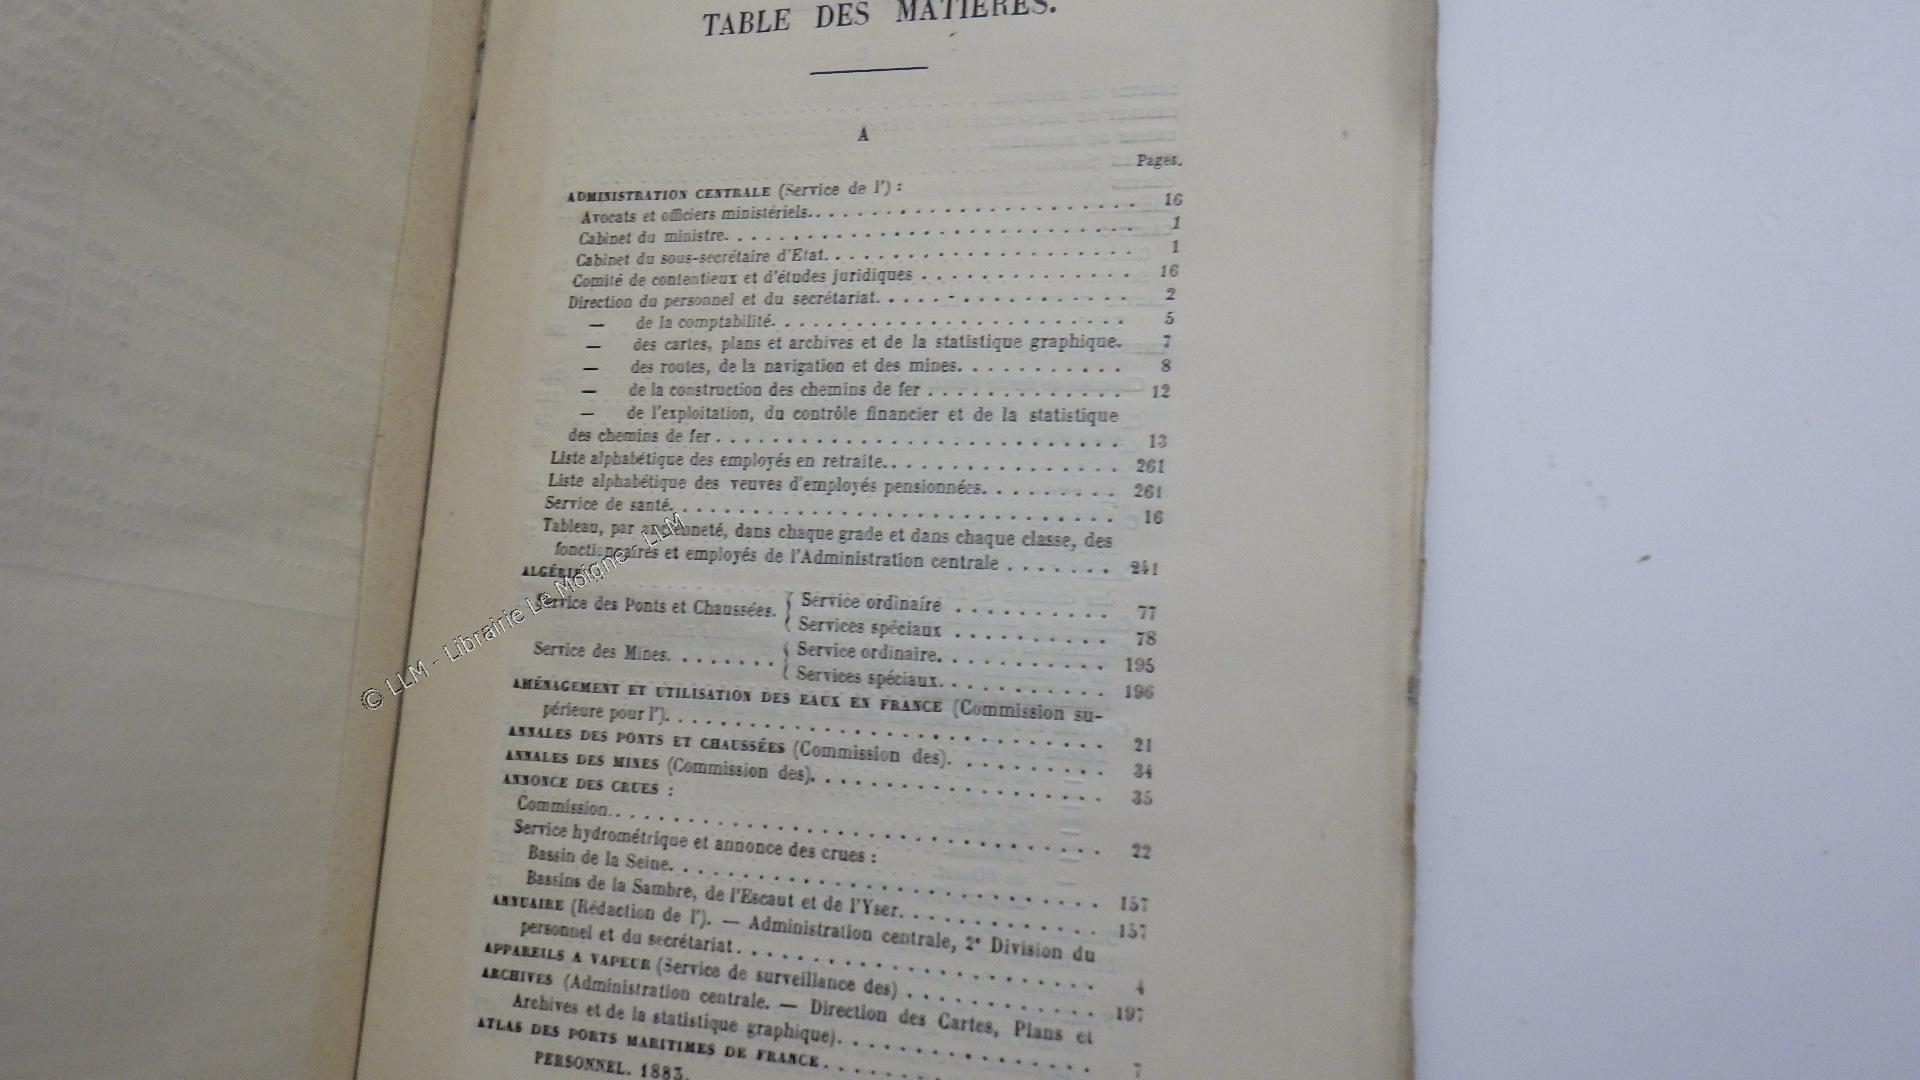 TABLE DES MATIÈRES.
A
Pages.
ADMINISTRATION CENTRALE (Service de l') :
Avocats et officiers ministériels. 16
Cabinet du ministre. 1
Cabinet du sous-secrétaire d'Etat. 1
Comité de contentieux et d'études juridiques 16
Direction du personnel et du secrétariat. 2
— de la comptabilité. 5
— des cartes, plans et archives et de la statistique graphique. 7
— des routes, de la navigation et des mines. 8
— de la construction des chemins de fer 12
— de l'exploitation, du contrôle financier et de la statistique
des chemins de fer 13
Liste alphabétique des employés en retraite. 261
Liste alphabétique des veuves d'employés pensionnées. 261
Service de santé. 16
Tableau, par ancienneté, dans chaque grade et dans chaque classe, des
fonctionnaires et employés de l'Administration centrale 241
ALGÉRIE
Service des Ponts et Chaussées. { Service ordinaire 77
Services spéciaux 78
Service des Mines. { Service ordinaire. 195
Services spéciaux. 196
AMÉNAGEMENT ET UTILISATION DES EAUX EN FRANCE (Commission su-
périeure pour l'). 21
ANNALES DES PONTS ET CHAUSSÉES (Commission des). 34
ANNALES DES MINES (Commission des). 35
ANNONCE DES CRUES :
Commission. 22
Service hydrométrique et annonce des crues :
Bassin de la Seine. 157
Bassins de la Sambre, de l'Escaut et de l'Yser. 157
ANNUAIRE (Rédaction de l'). — Administration centrale, 2e Division du
personnel et du secrétariat 4
APPAREILS A VAPEUR (Service de surveillance des) 197
ARCHIVES (Administration centrale. — Direction des Cartes, Plans et
Archives et de la statistique graphique). 7
ATLAS DES PORTS MARITIMES DE FRANCE
PERSONNEL. 1883.
© LLM - Librairie Le Moigne - LLM